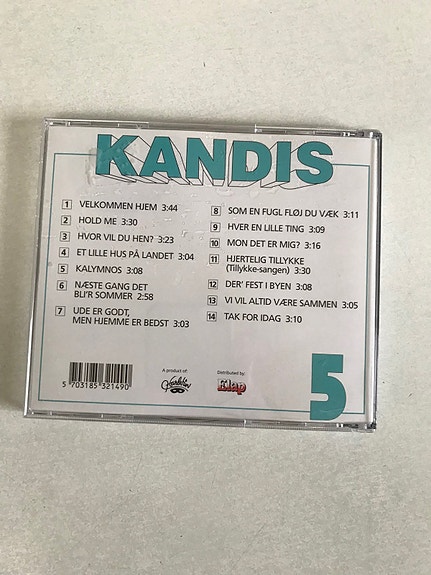 KANDIS
1 VELKOMMEN HJEM 3:44
2 HOLD ME 3:30
3 HVOR VIL DU HEN? 3:23
4 ET LILLE HUS PÅ LANDET 3:04
5 KALYMNOS 3:08
6 NÆSTE GANG DET
BLI'R SOMMER 2:58
7 UDE ER GODT,
MEN HJEMME ER BEDST 3:03
8 SOM EN FUGL FLØJ DU VÆK 3:11
9 HVER EN LILLE TING 3:09
10 MON DET ER MIG? 3:16
11 HJERTELIG TILLYKKE
(Tillykke-sangen) 3:30
12 DER' FEST I BYEN 3:08
13 VI VIL ALTID VÆRE SAMMEN 3:05
14 TAK FOR IDAG 3:10
5 703185 321490
A product of:
Distributed by:
Elap
5